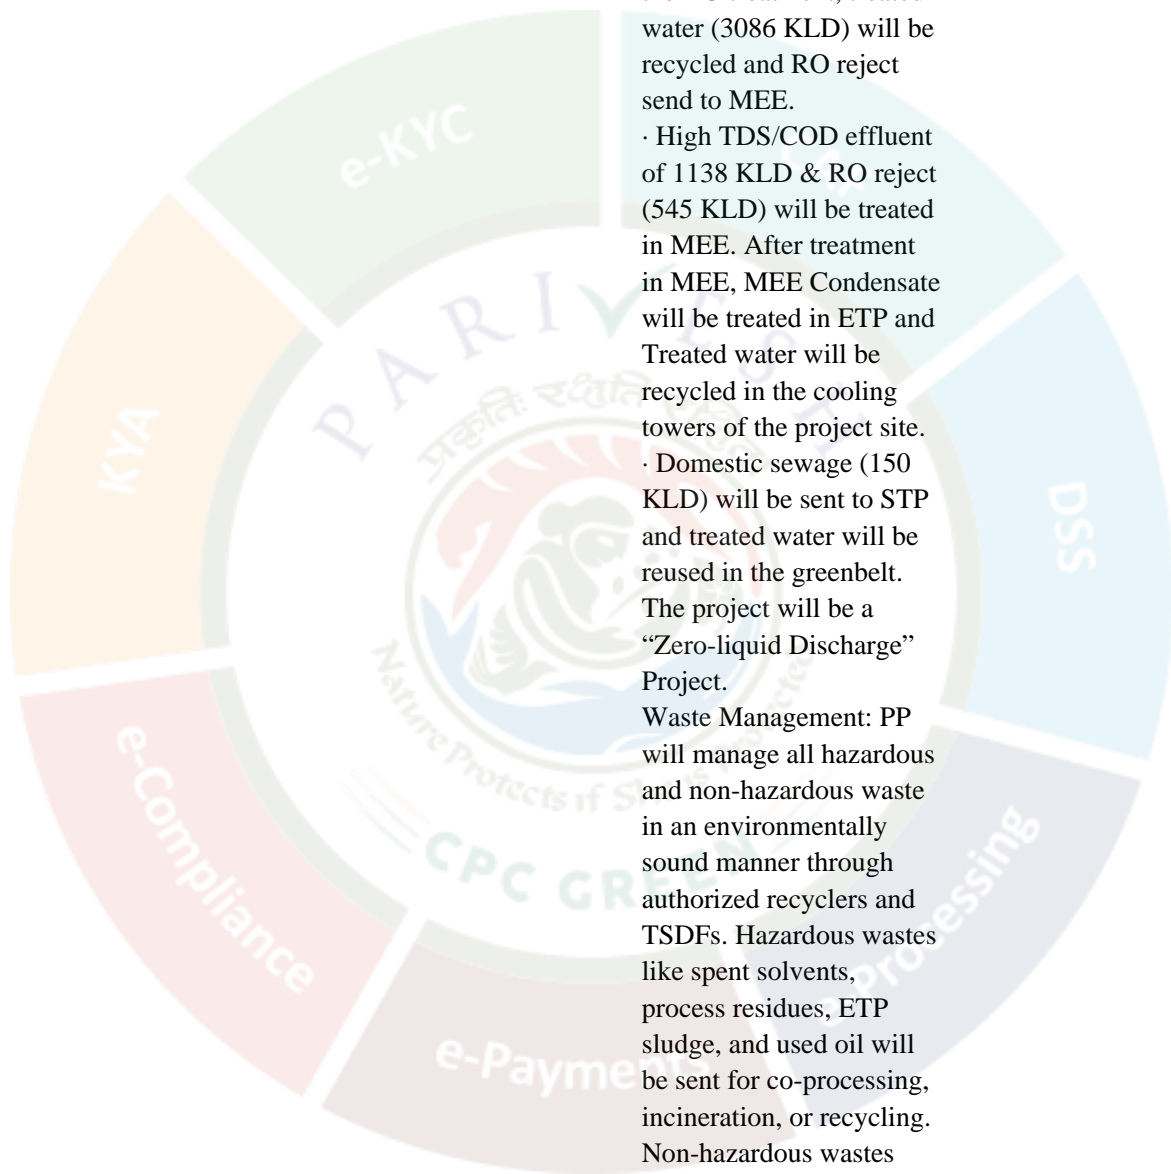 water (3086 KLD) will be
recycled and RO reject
send to MEE.
· High TDS/COD effluent
of 1138 KLD & RO reject
(545 KLD) will be treated
in MEE. After treatment
in MEE, MEE Condensate
will be treated in ETP and
Treated water will be
recycled in the cooling
towers of the project site.
· Domestic sewage (150
KLD) will be sent to STP
and treated water will be
reused in the greenbelt.
The project will be a
“Zero-liquid Discharge”
Project.
Waste Management: PP
will manage all hazardous
and non-hazardous waste
in an environmentally
sound manner through
authorized recyclers and
TSDFs. Hazardous wastes
like spent solvents,
process residues, ETP
sludge, and used oil will
be sent for co-processing,
incineration, or recycling.
Non-hazardous wastes
e-KYC
KYA
DSS
e-Compliance
e-Payments
e-Processing
PARIVESH
प्रकृतिः रक्षति
Nature Protects if
CPC GREEN